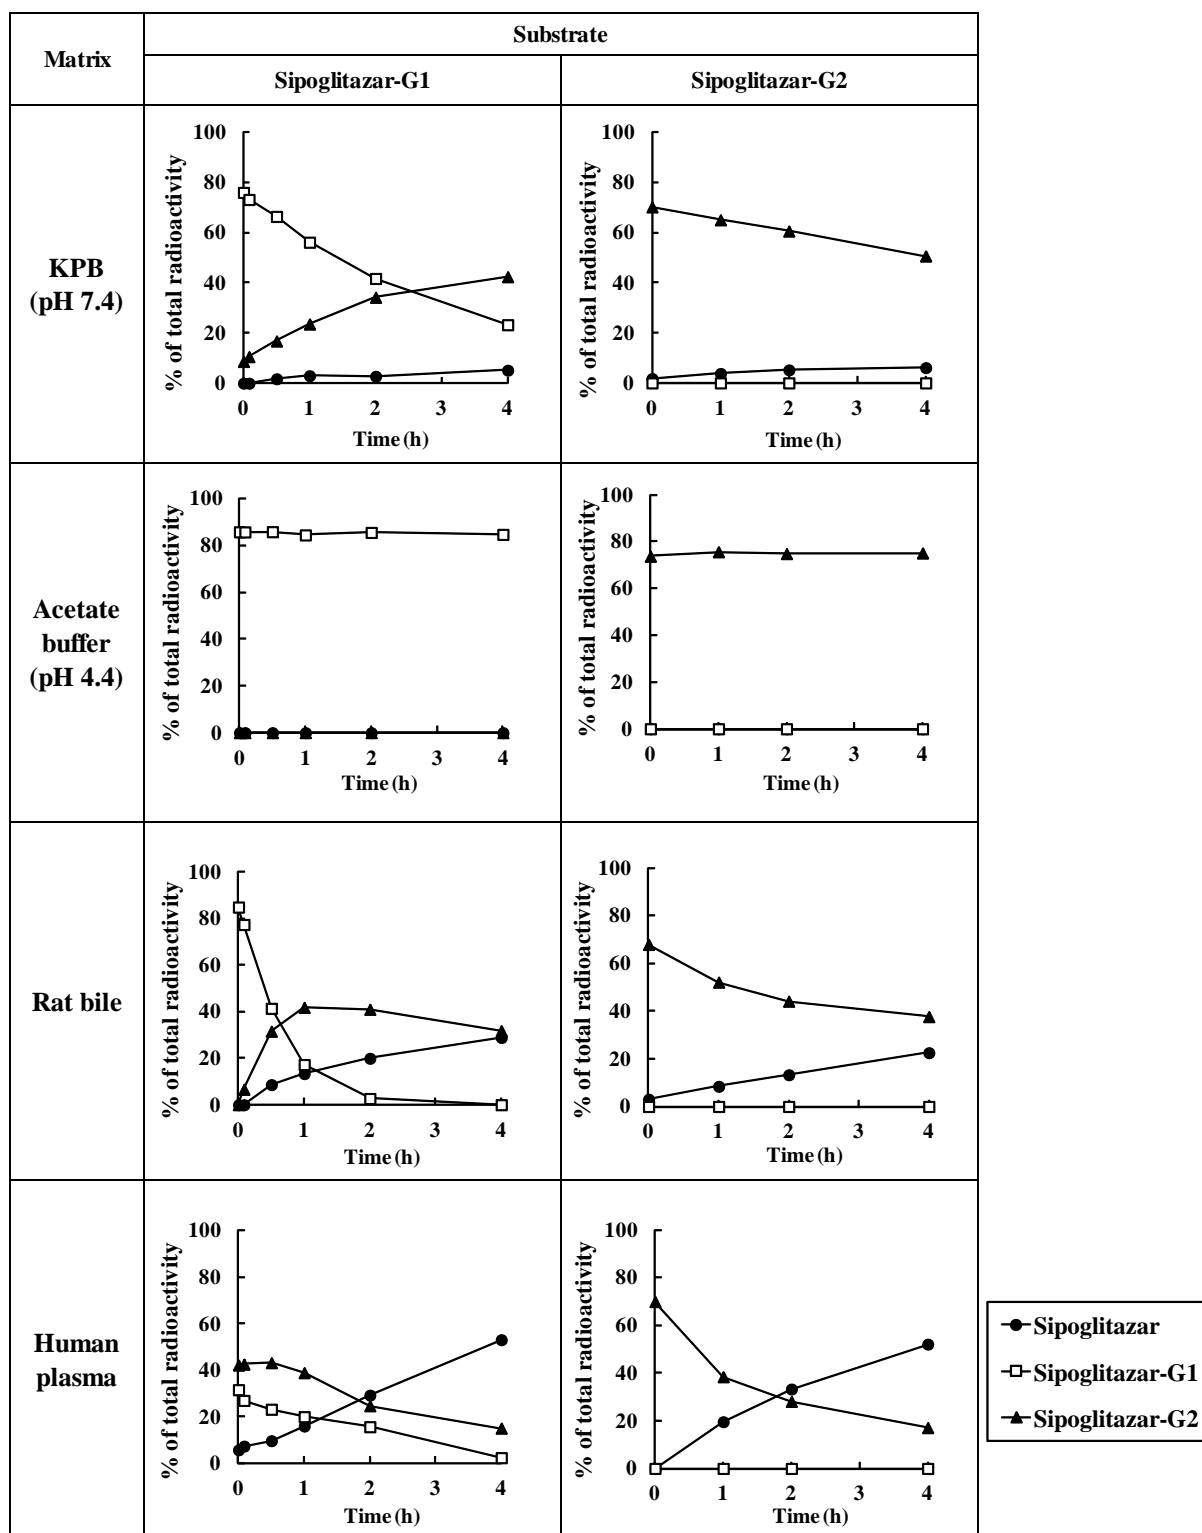 Matrix
Substrate
Sipoglitazar-G1
Sipoglitazar-G2
KPB
(pH 7.4)
% of total radioactivity
100
80
60
40
20
0
0 1 2 3 4
Time (h)
% of total radioactivity
100
80
60
40
20
0
0 1 2 3 4
Time (h)
Acetate
buffer
(pH 4.4)
% of total radioactivity
100
80
60
40
20
0
0 1 2 3 4
Time (h)
% of total radioactivity
100
80
60
40
20
0
0 1 2 3 4
Time (h)
Rat bile
% of total radioactivity
100
80
60
40
20
0
0 1 2 3 4
Time (h)
% of total radioactivity
100
80
60
40
20
0
0 1 2 3 4
Time (h)
Human
plasma
% of total radioactivity
100
80
60
40
20
0
0 1 2 3 4
Time (h)
% of total radioactivity
100
80
60
40
20
0
0 1 2 3 4
Time (h)
Sipoglitazar
Sipoglitazar-G1
Sipoglitazar-G2